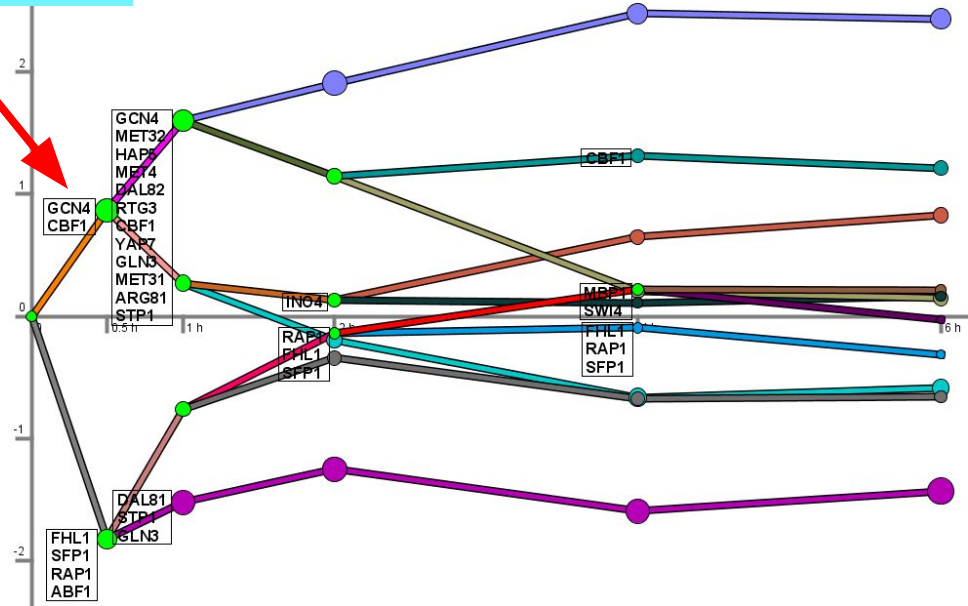 2
1
0
-1
-2
0.5 h
1 h
6 h
GCN4
CBF1
GCN4
MET32
HAP5
MET4
DAL82
RTG3
CBF1
YAP7
GLN3
MET31
ARG81
STP1
FHL1
SFP1
RAP1
ABF1
DAL81
STP1
GLN3
INO4
RAP1
FHL1
SFP1
CBF1
MBP1
SWI4
FHL1
RAP1
SFP1